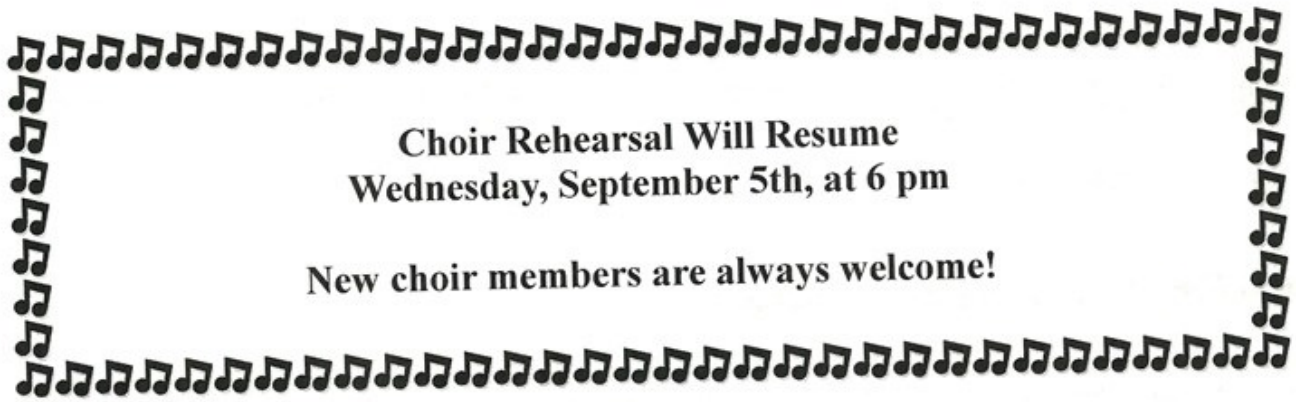 Choir Rehearsal Will Resume
Wednesday, September 5th, at 6 pm
New choir members are always welcome!